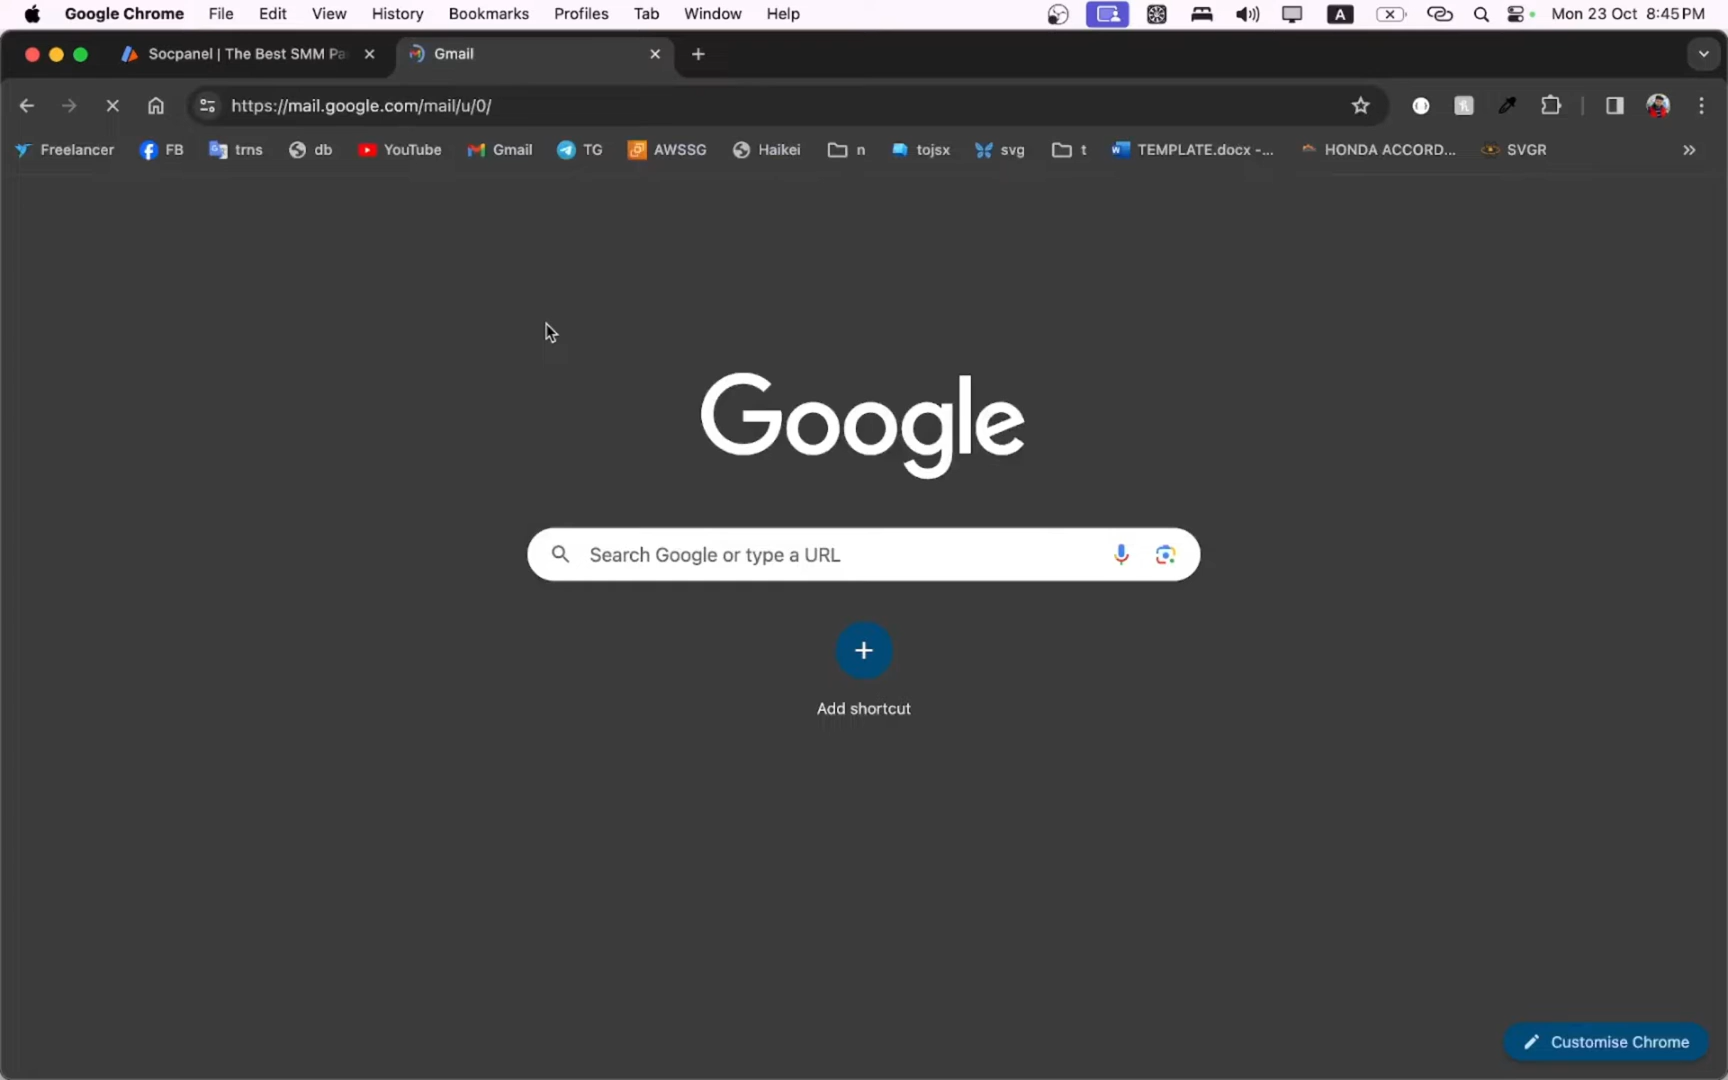 Google Chrome File Edit View History Bookmarks Profiles Tab Window Help A Mon 23 Oct 8:45 PM
Socpanel | The Best SMM Pa Gmail
https://mail.google.com/mail/u/0/
Freelancer FB trns db YouTube Gmail TG AWSSG Haikei n tojsx svg t TEMPLATE.docx -... HONDA ACCORD... SVGR
Google
Search Google or type a URL
Add shortcut
Customise Chrome